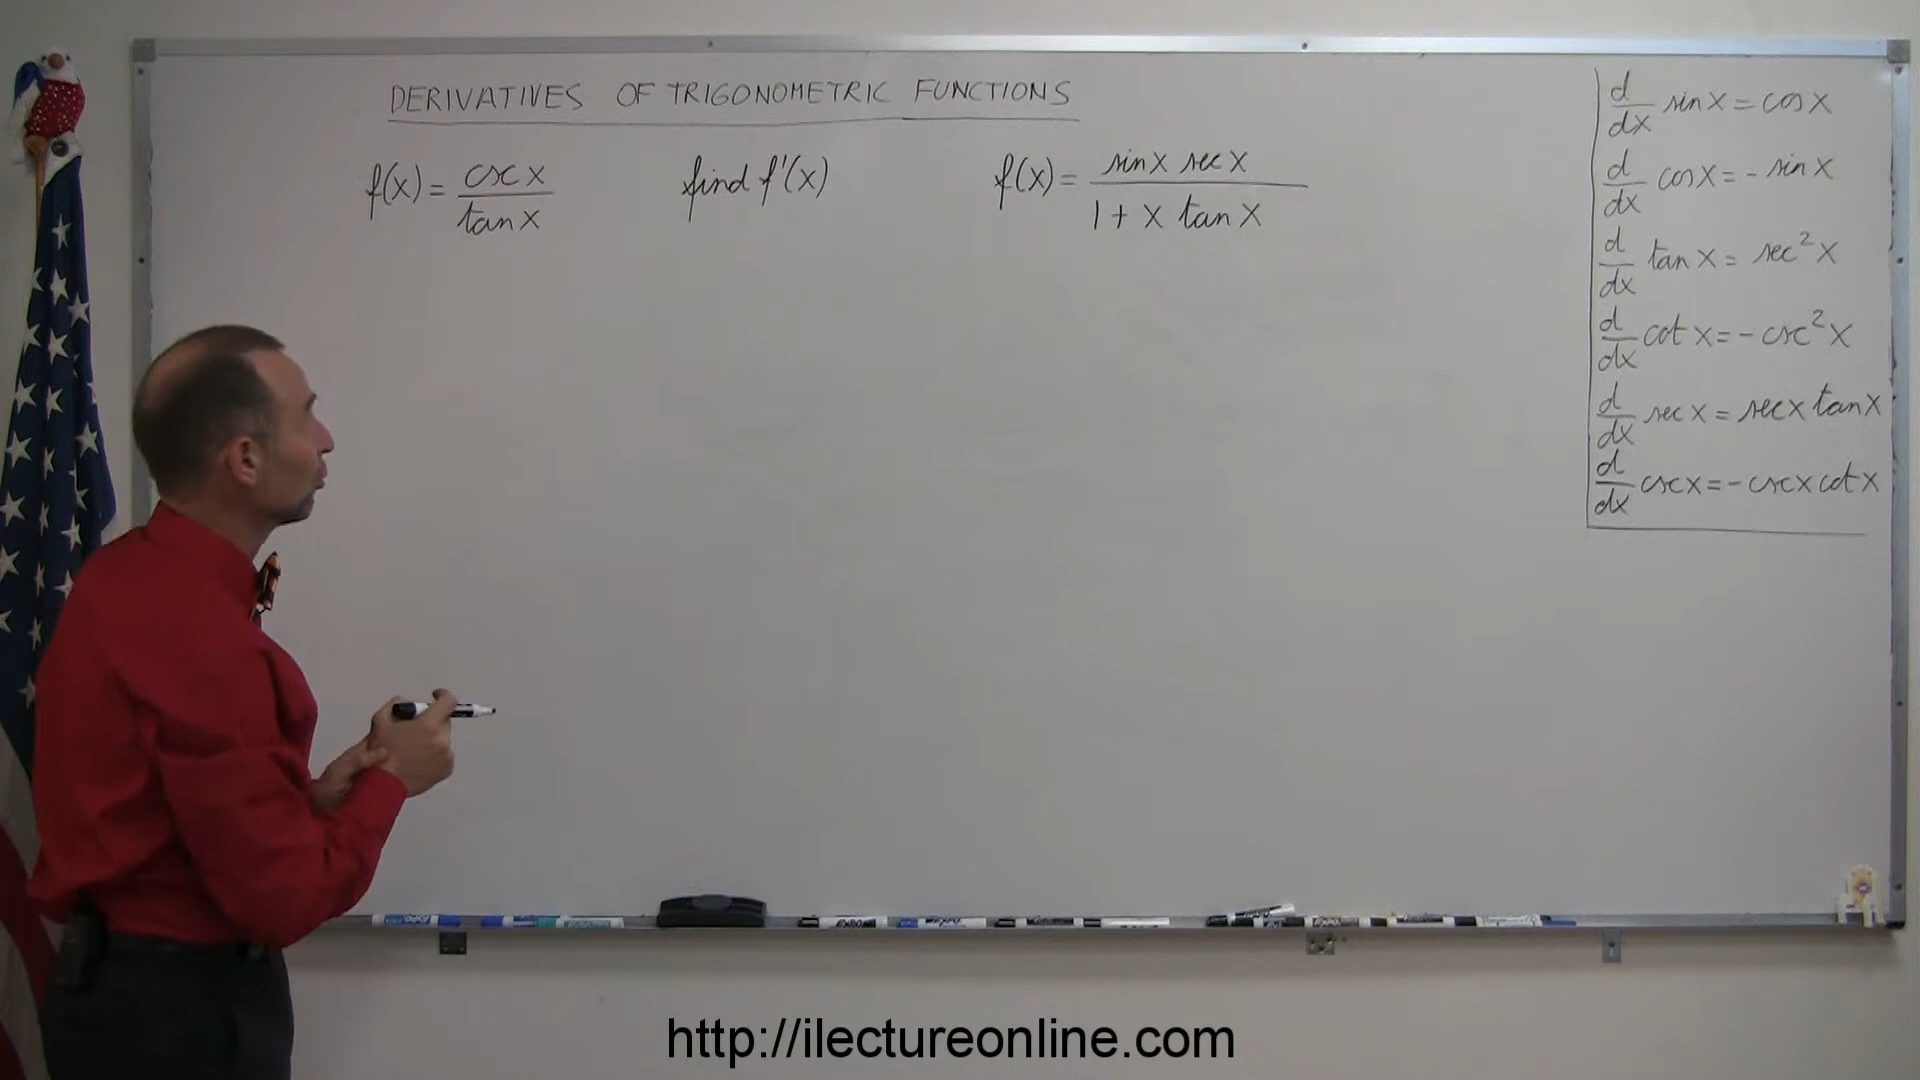 DERIVATIVES OF TRIGONOMETRIC FUNCTIONS
f(x) = csc x / tan x
find f'(x)
f(x) = sin x sec x / 1 + x tan x
d/dx sin x = cos x
d/dx cos x = - sin x
d/dx tan x = sec² x
d/dx cot x = - csc² x
d/dx sec x = sec x tan x
d/dx csc x = - csc x cot x
http://ilectureonline.com